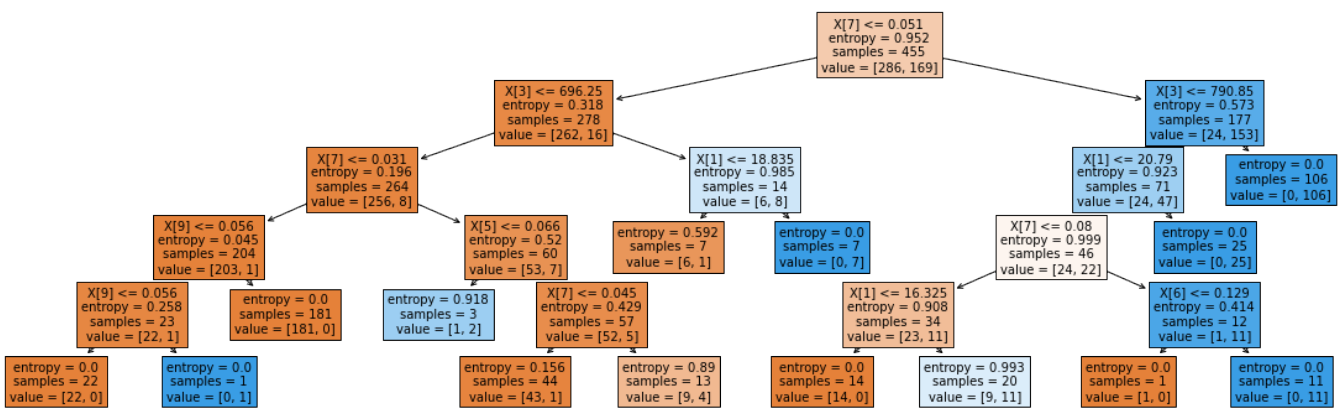 X[7] <= 0.051
entropy = 0.952
samples = 455
value = [286, 169]
X[3] <= 696.25
entropy = 0.318
samples = 278
value = [262, 16]
X[3] <= 790.85
entropy = 0.573
samples = 177
value = [24, 153]
X[7] <= 0.031
entropy = 0.196
samples = 264
value = [256, 8]
X[1] <= 18.835
entropy = 0.985
samples = 14
value = [6, 8]
X[1] <= 20.79
entropy = 0.923
samples = 71
value = [24, 47]
entropy = 0.0
samples = 106
value = [0, 106]
X[9] <= 0.056
entropy = 0.045
samples = 204
value = [203, 1]
X[5] <= 0.066
entropy = 0.52
samples = 60
value = [53, 7]
entropy = 0.592
samples = 7
value = [6, 1]
entropy = 0.0
samples = 7
value = [0, 7]
X[7] <= 0.08
entropy = 0.999
samples = 46
value = [24, 22]
entropy = 0.0
samples = 25
value = [0, 25]
X[9] <= 0.056
entropy = 0.258
samples = 23
value = [22, 1]
entropy = 0.0
samples = 181
value = [181, 0]
entropy = 0.918
samples = 3
value = [1, 2]
X[7] <= 0.045
entropy = 0.429
samples = 57
value = [52, 5]
X[1] <= 16.325
entropy = 0.908
samples = 34
value = [23, 11]
X[6] <= 0.129
entropy = 0.414
samples = 12
value = [1, 11]
entropy = 0.0
samples = 22
value = [22, 0]
entropy = 0.0
samples = 1
value = [0, 1]
entropy = 0.156
samples = 44
value = [43, 1]
entropy = 0.89
samples = 13
value = [9, 4]
entropy = 0.0
samples = 14
value = [14, 0]
entropy = 0.993
samples = 20
value = [9, 11]
entropy = 0.0
samples = 1
value = [1, 0]
entropy = 0.0
samples = 11
value = [0, 11]